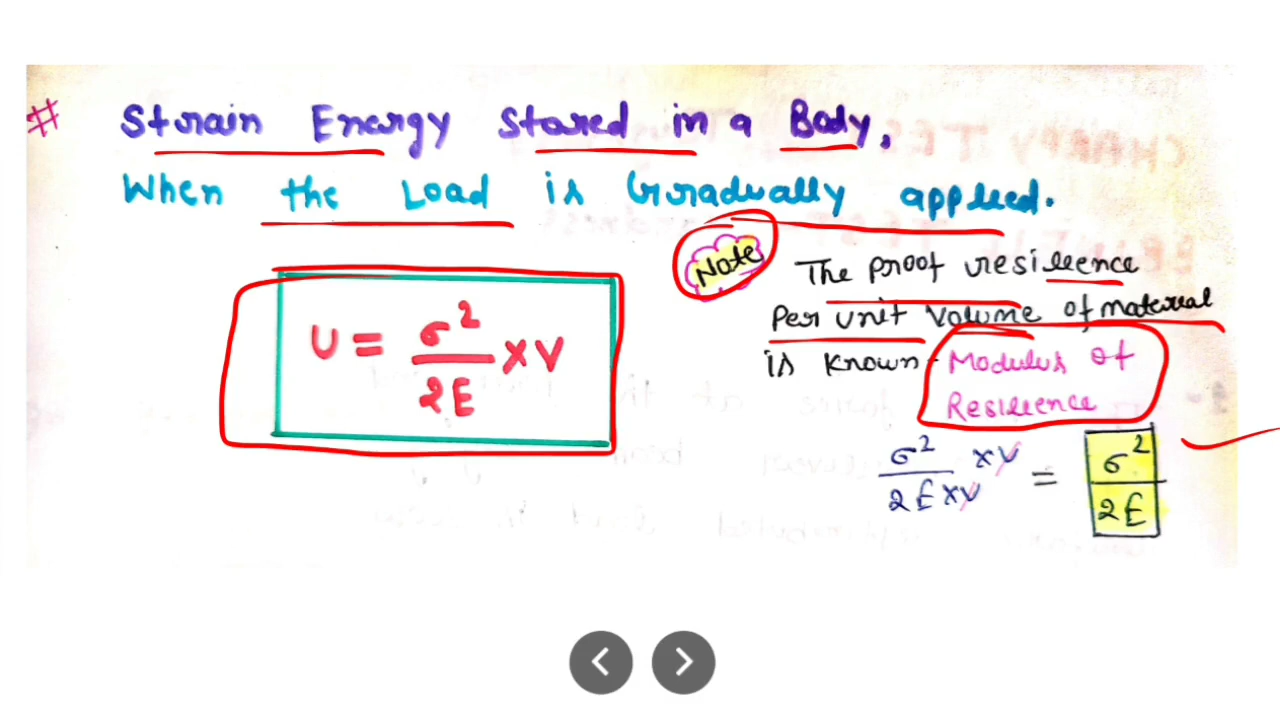 # Strain Energy Stored in a Body,
When the Load is Gradually applied.
U = σ²/2E × V
Note
The proof resilience
Per unit volume of material
is known - Modulus of
Resilience
σ²/2E×V × V = σ²/2E